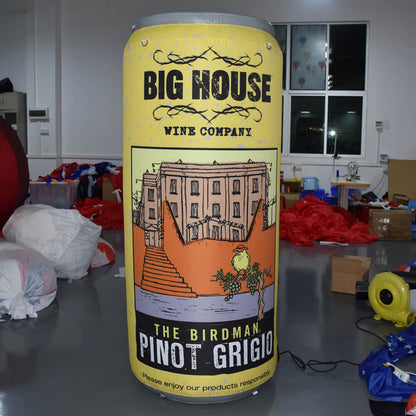 BIG HOUSE
WINE COMPANY.
THE BIRDMAN
PINOT GRIGIO
Please enjoy our products responsibly